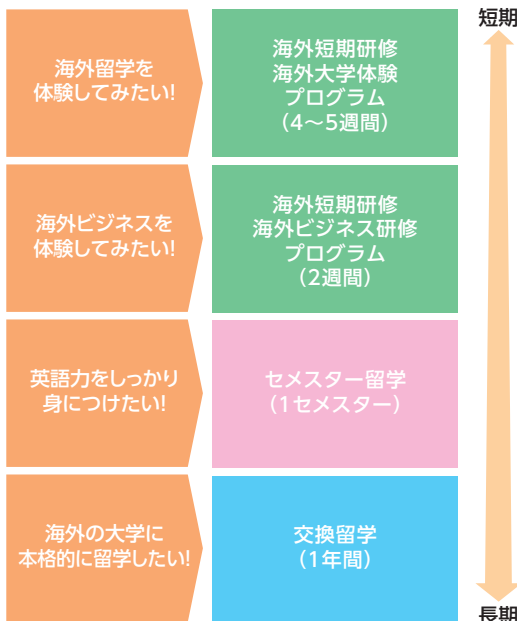 短期
海外留学を
体験してみたい!
海外短期研修
海外大学体験
プログラム
（4～5週間）
海外ビジネスを
体験してみたい!
海外短期研修
海外ビジネス研修
プログラム
（2週間）
英語力をしっかり
身につけたい!
セメスター留学
（1セメスター）
海外の大学に
本格的に留学したい!
交換留学
（1年間）
長期